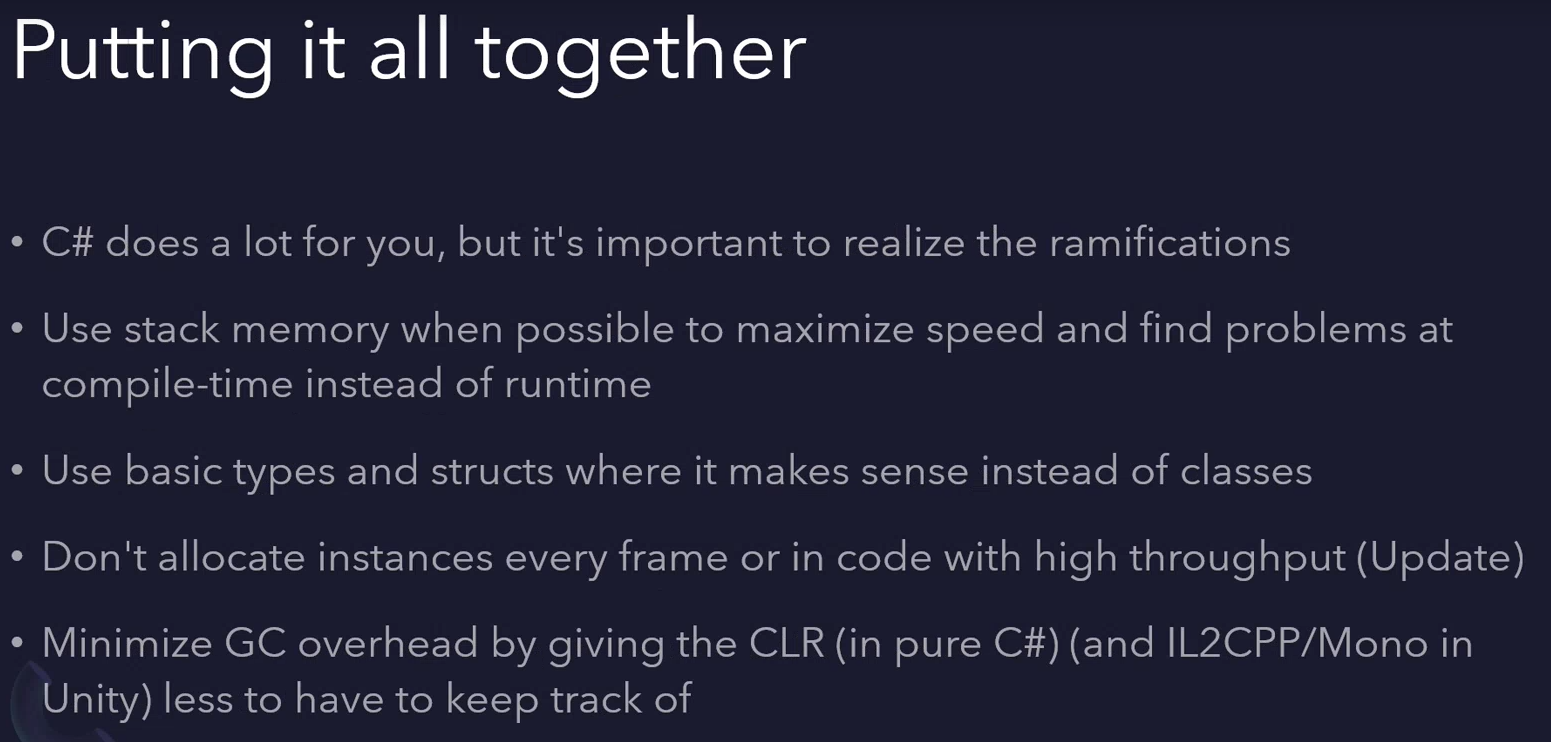 Putting it all together
• C# does a lot for you, but it's important to realize the ramifications
• Use stack memory when possible to maximize speed and find problems at
compile-time instead of runtime
• Use basic types and structs where it makes sense instead of classes
• Don't allocate instances every frame or in code with high throughput (Update)
• Minimize GC overhead by giving the CLR (in pure C#) (and IL2CPP/Mono in
Unity) less to have to keep track of